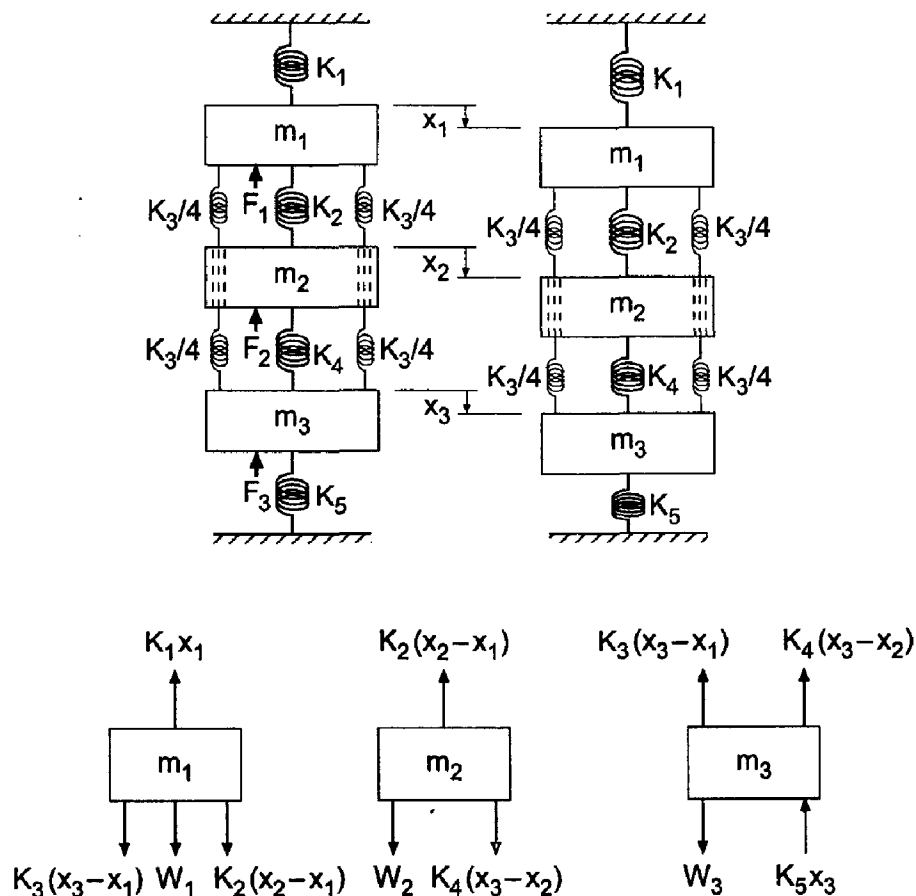 K₁
K₁
m₁
x₁
m₁
K₃/4 F₁ K₂ K₃/4
K₃/4 K₂ K₃/4
m₂
x₂
m₂
K₃/4 F₂ K₄ K₃/4
K₃/4 K₄ K₃/4
m₃
x₃
m₃
F₃ K₅
K₅
K₁x₁
K₂(x₂−x₁)
K₃(x₃−x₁) K₄(x₃−x₂)
m₁
m₂
m₃
K₃(x₃−x₁) W₁ K₂(x₂−x₁)
W₂ K₄(x₃−x₂)
W₃ K₅x₃